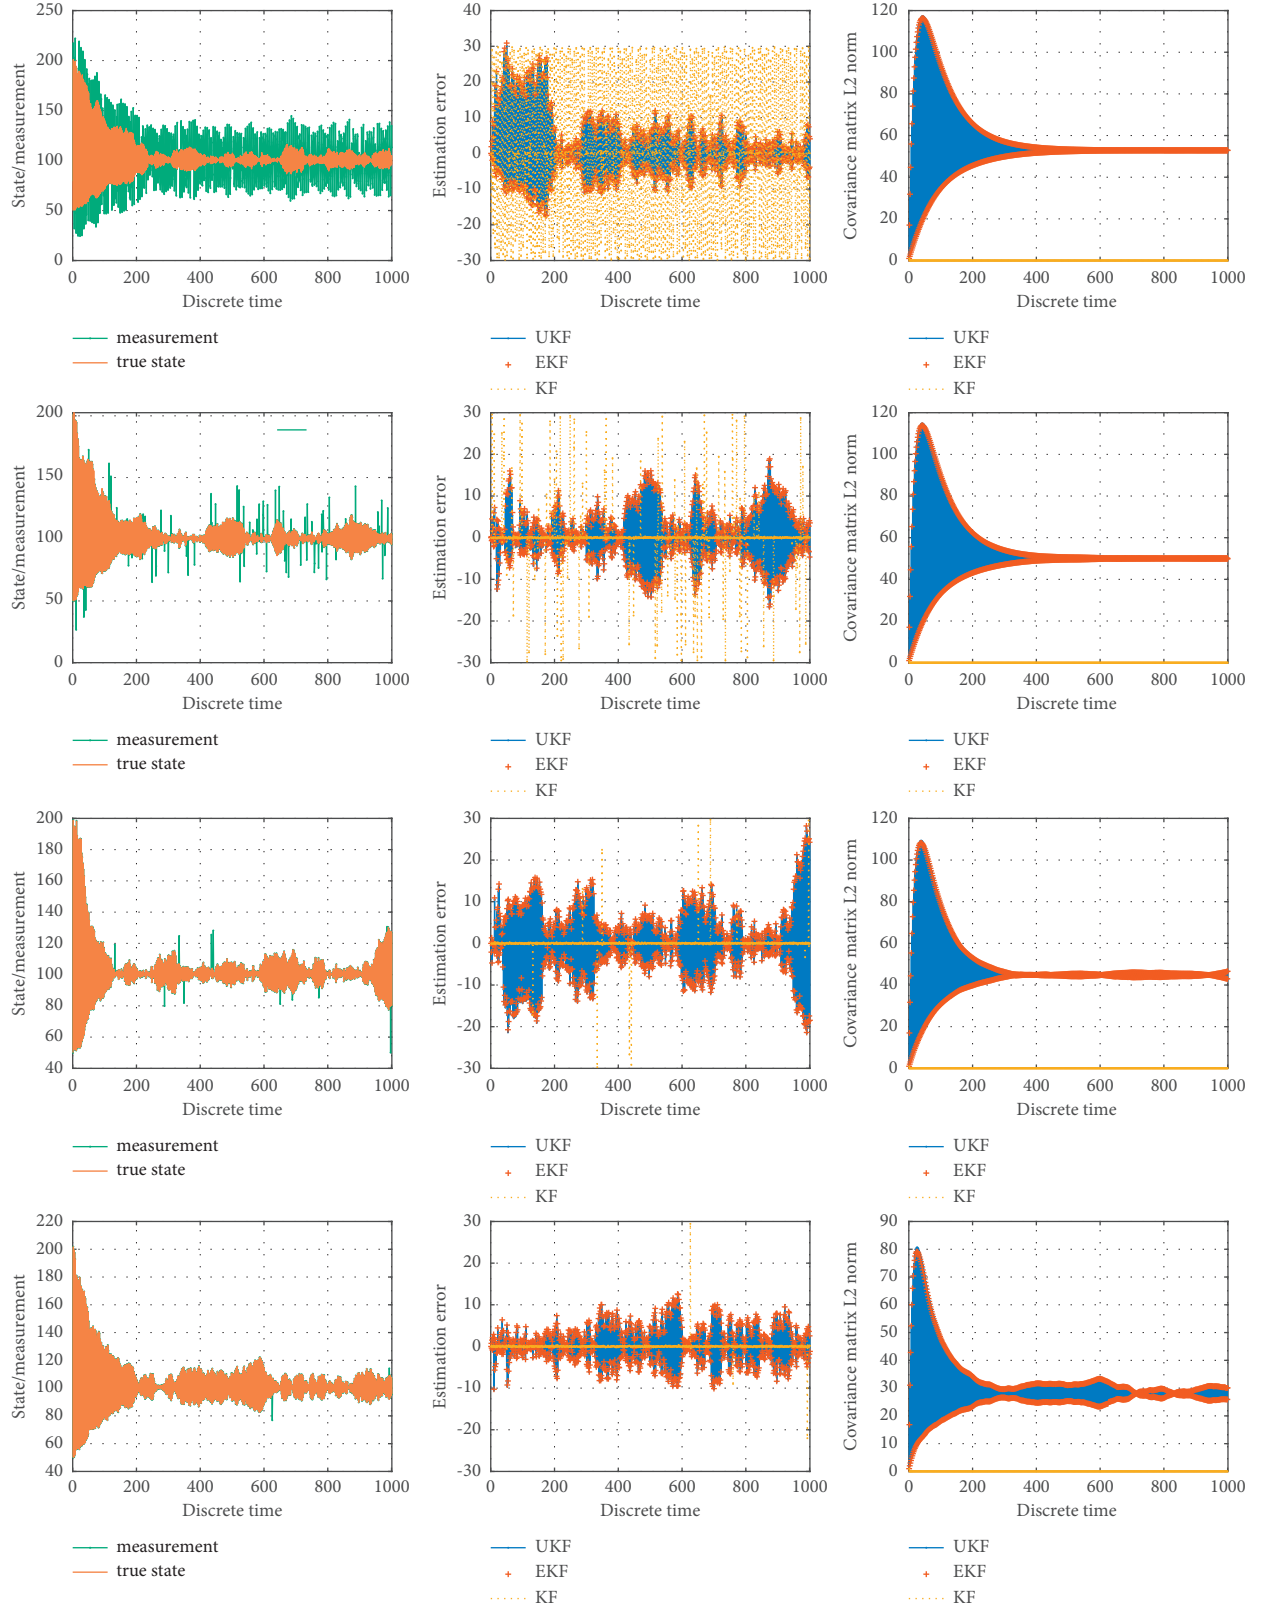 State/measurement
250
200
150
100
50
0
0 200 400 600 800 1000
Discrete time
measurement
true state
Estimation error
40
30
20
10
0
-10
-20
-30
0 200 400 600 800 1000
Discrete time
UKF
EKF
KF
Covariance matrix L2 norm
120
100
80
60
40
20
0
0 200 400 600 800 1000
Discrete time
UKF
EKF
KF
State/measurement
200
150
100
50
0
0 200 400 600 800 1000
Discrete time
measurement
true state
Estimation error
30
20
10
0
-10
-20
-30
0 200 400 600 800 1000
Discrete time
UKF
EKF
KF
Covariance matrix L2 norm
120
100
80
60
40
20
0
0 200 400 600 800 1000
Discrete time
UKF
EKF
KF
State/measurement
200
180
160
140
120
100
80
60
40
0 200 400 600 800 1000
Discrete time
measurement
true state
Estimation error
30
20
10
0
-10
-20
-30
0 200 400 600 800 1000
Discrete time
UKF
EKF
KF
Covariance matrix L2 norm
120
100
80
60
40
20
0
0 200 400 600 800 1000
Discrete time
UKF
EKF
KF
State/measurement
220
200
180
160
140
120
100
80
60
40
0 200 400 600 800 1000
Discrete time
measurement
true state
Estimation error
30
20
10
0
-10
-20
-30
0 200 400 600 800 1000
Discrete time
UKF
EKF
KF
Covariance matrix L2 norm
90
80
70
60
50
40
30
20
10
0
0 200 400 600 800 1000
Discrete time
UKF
EKF
KF